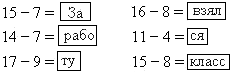 15 – 7 = За 16 – 8 = взял
14 – 7 = рабо 11 – 4 = ся
17 – 9 = ту 15 – 8 = класс